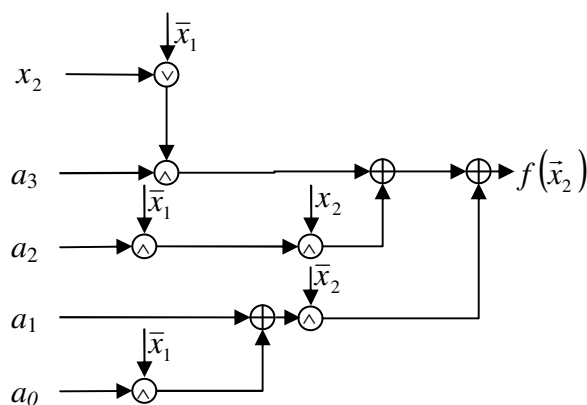 x̄₁
x₂ ∨
a₃ ∧ ⊕ ⊕ f(x⃗₂)
x̄₁ x₂
a₂ ∧ ∧
x̄₂
a₁ ⊕ ∧
x̄₁
a₀ ∧